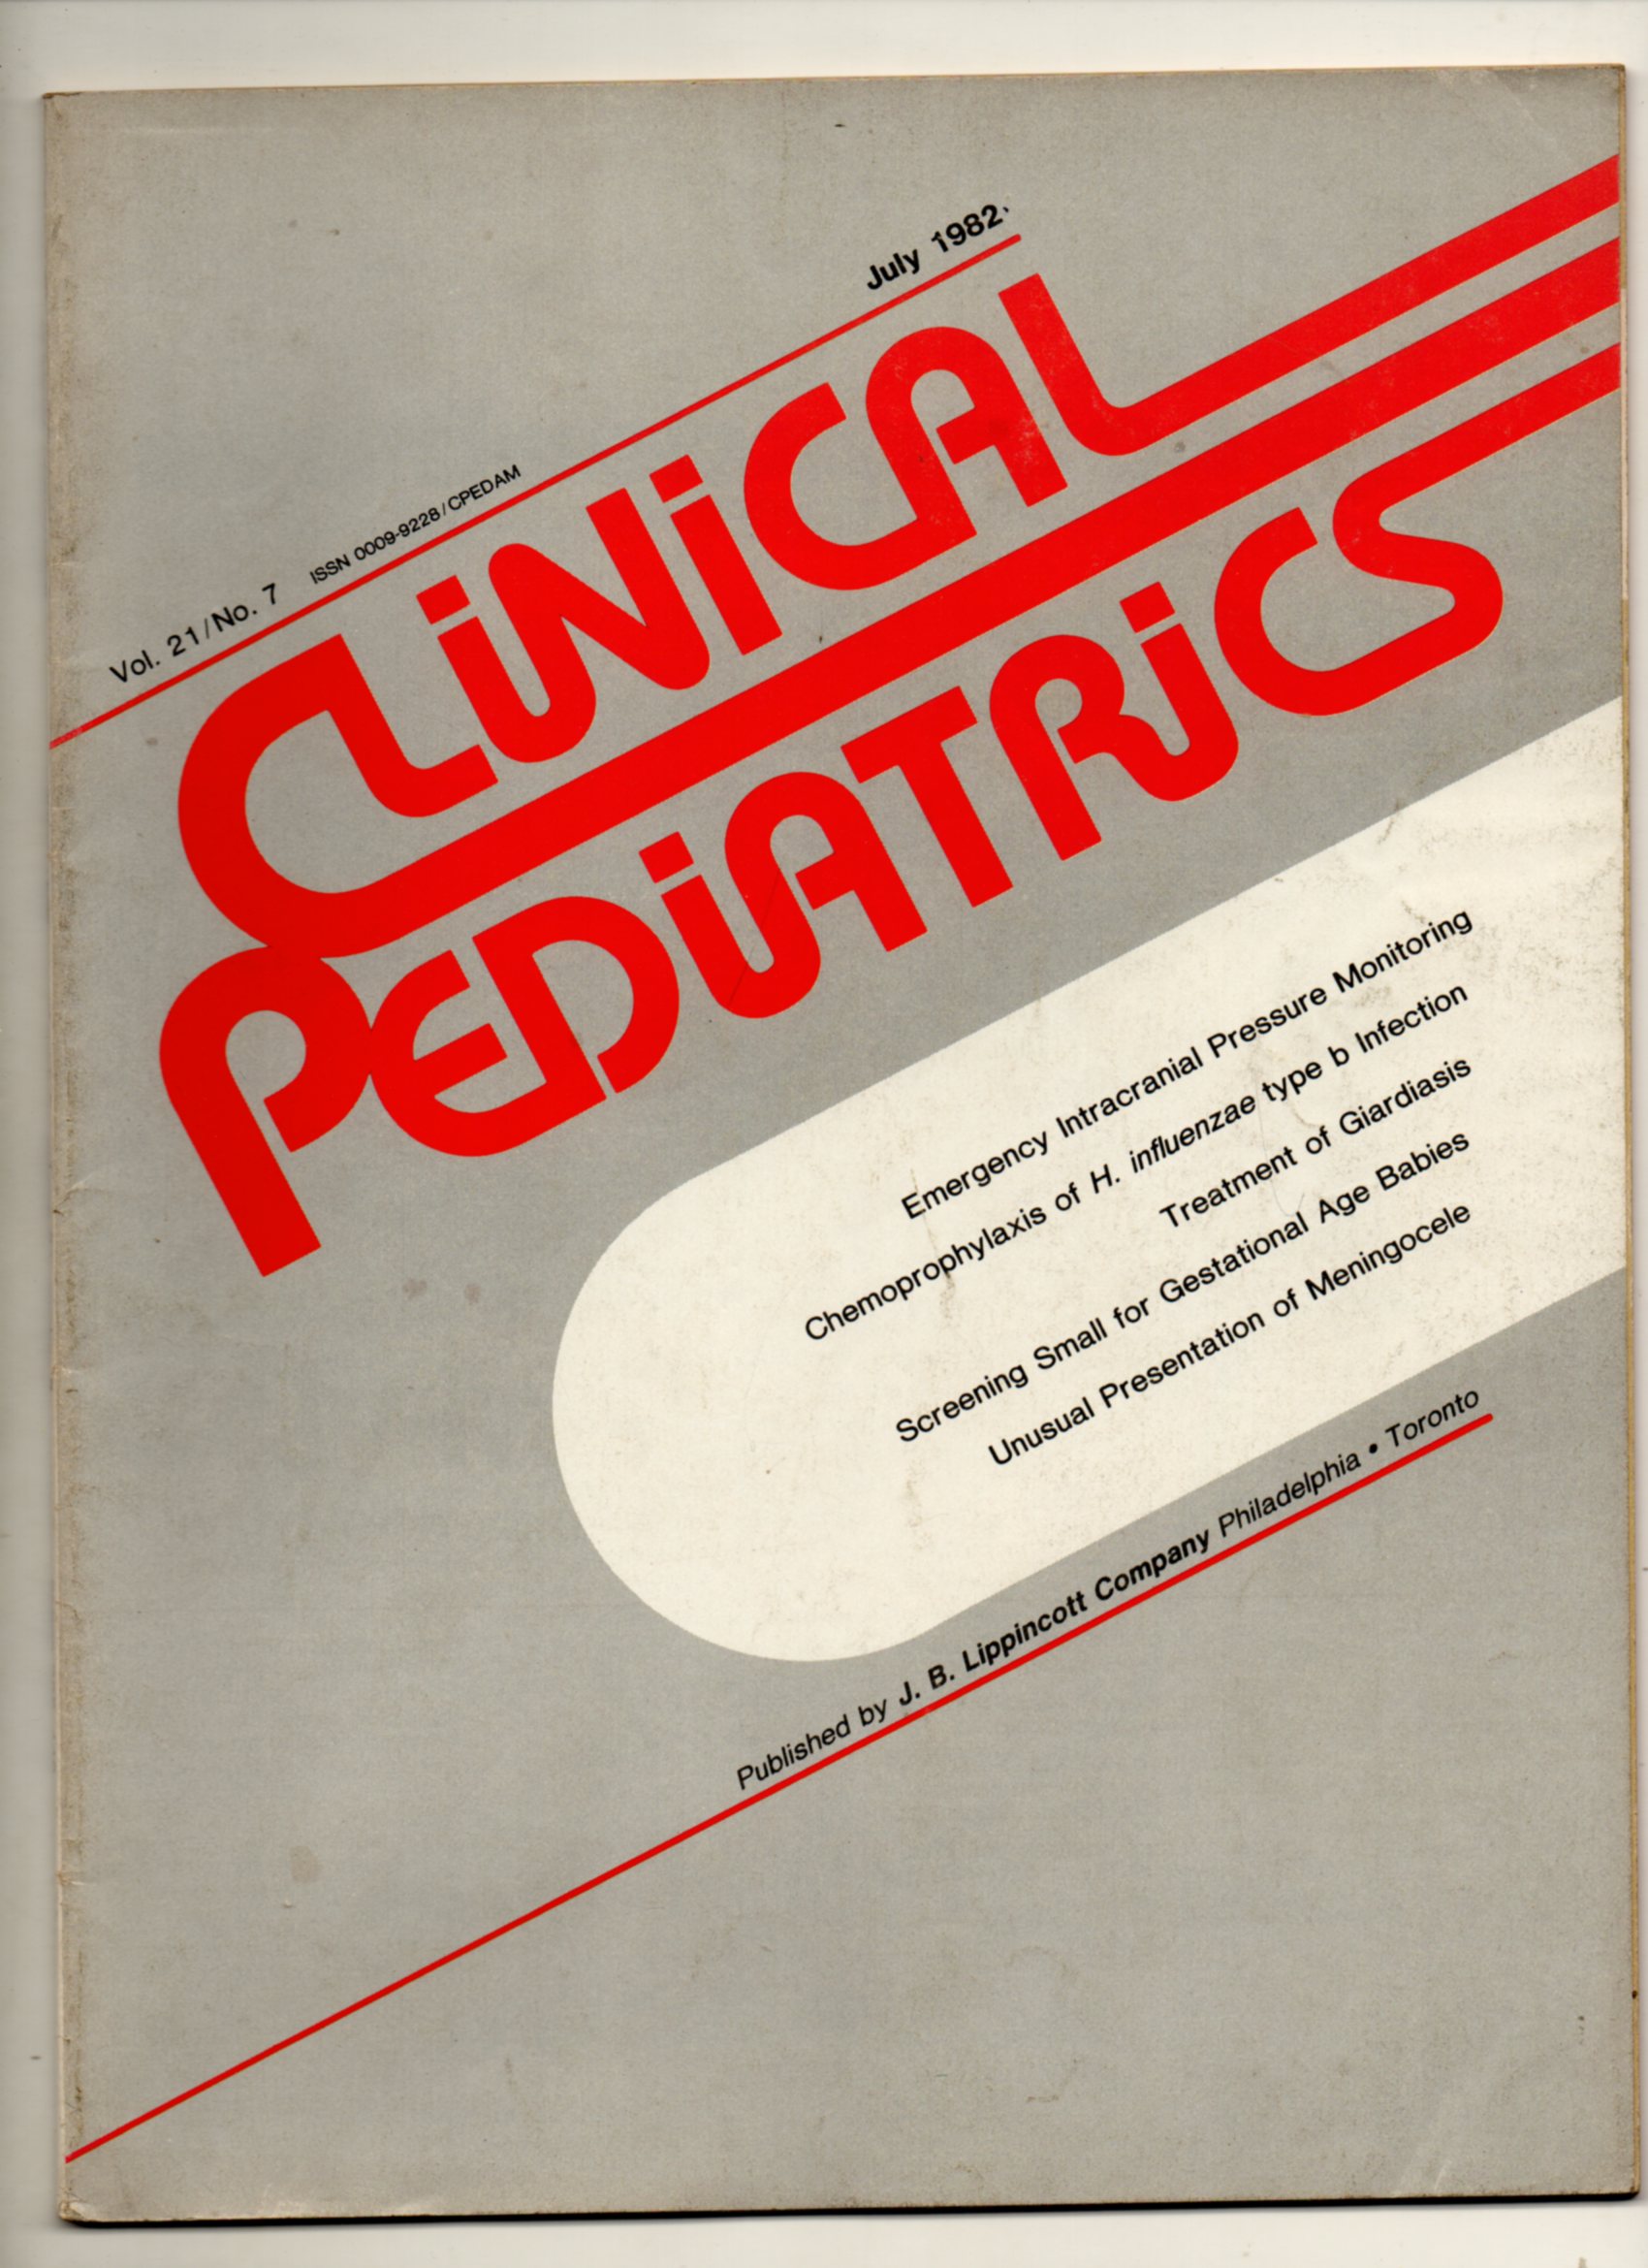 July 1982
Vol. 21/No. 7 ISSN 0009-9228/CPEDAM
CLiNiCAL
PEDiATRiCS
Emergency Intracranial Pressure Monitoring
Chemoprophylaxis of H. influenzae type b Infection
Treatment of Giardiasis
Screening Small for Gestational Age Babies
Unusual Presentation of Meningocele
Published by J. B. Lippincott Company Philadelphia • Toronto